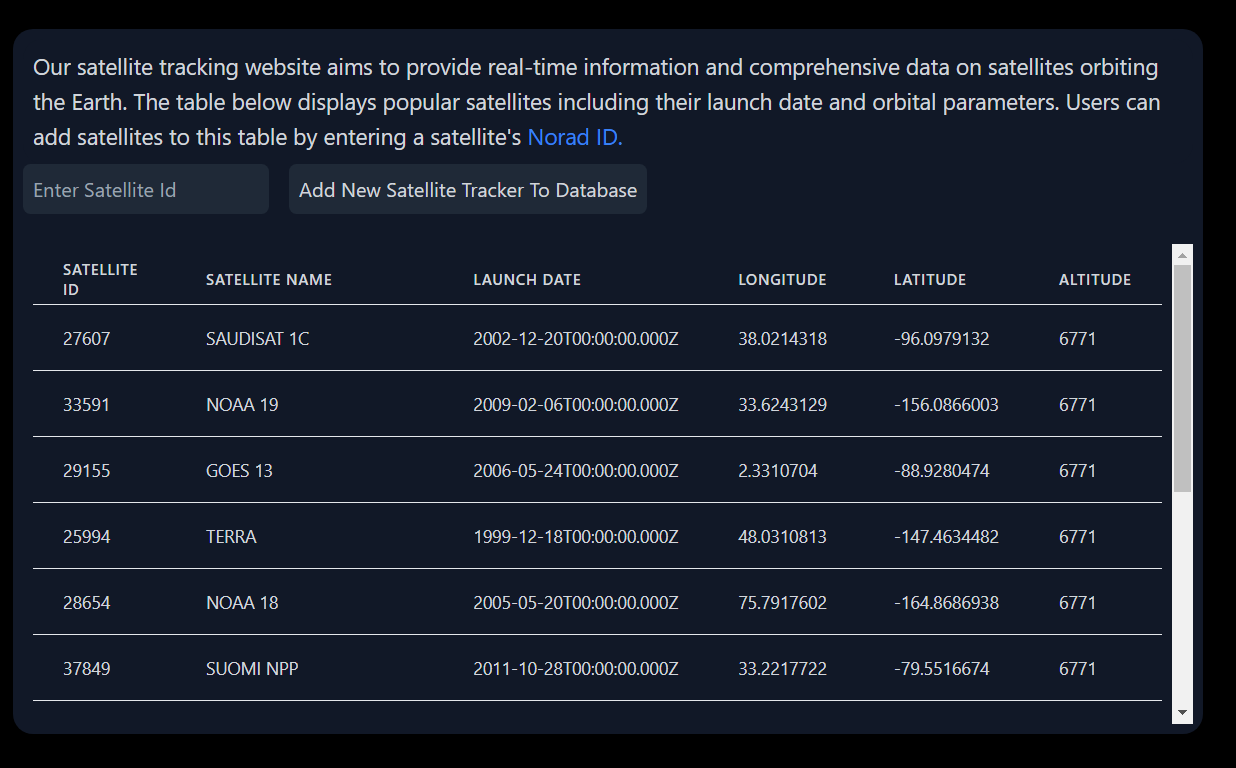 Our satellite tracking website aims to provide real-time information and comprehensive data on satellites orbiting
the Earth. The table below displays popular satellites including their launch date and orbital parameters. Users can
add satellites to this table by entering a satellite's Norad ID.
Enter Satellite Id Add New Satellite Tracker To Database
SATELLITE ID SATELLITE NAME LAUNCH DATE LONGITUDE LATITUDE ALTITUDE
27607 SAUDISAT 1C 2002-12-20T00:00:00.000Z 38.0214318 -96.0979132 6771
33591 NOAA 19 2009-02-06T00:00:00.000Z 33.6243129 -156.0866003 6771
29155 GOES 13 2006-05-24T00:00:00.000Z 2.3310704 -88.9280474 6771
25994 TERRA 1999-12-18T00:00:00.000Z 48.0310813 -147.4634482 6771
28654 NOAA 18 2005-05-20T00:00:00.000Z 75.7917602 -164.8686938 6771
37849 SUOMI NPP 2011-10-28T00:00:00.000Z 33.2217722 -79.5516674 6771